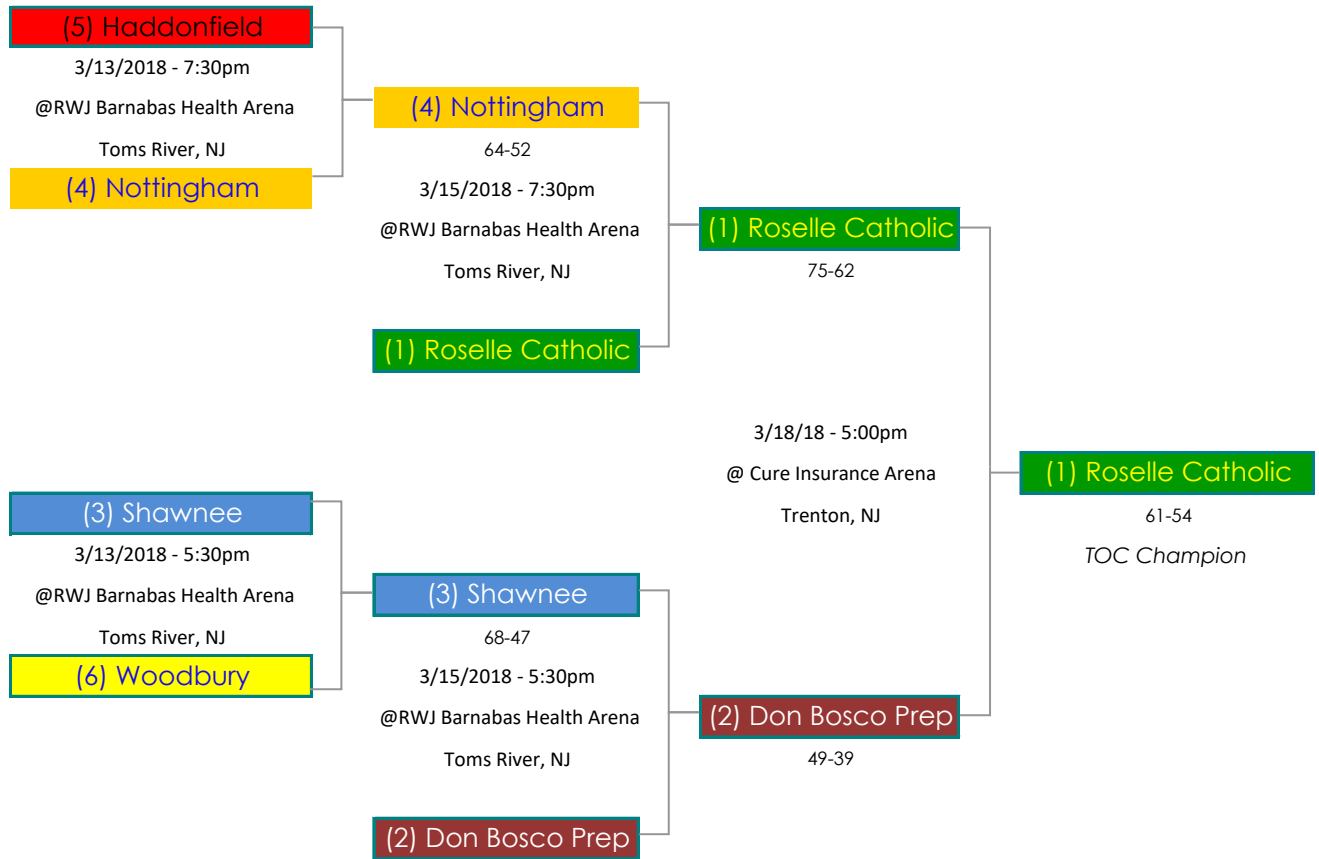 (5) Haddonfield
3/13/2018 - 7:30pm
@RWJ Barnabas Health Arena
Toms River, NJ
(4) Nottingham
(4) Nottingham
64-52
3/15/2018 - 7:30pm
@RWJ Barnabas Health Arena
Toms River, NJ
(1) Roselle Catholic
(1) Roselle Catholic
75-62
3/18/18 - 5:00pm
@ Cure Insurance Arena
Trenton, NJ
(1) Roselle Catholic
61-54
TOC Champion
(3) Shawnee
3/13/2018 - 5:30pm
@RWJ Barnabas Health Arena
Toms River, NJ
(6) Woodbury
(3) Shawnee
68-47
3/15/2018 - 5:30pm
@RWJ Barnabas Health Arena
Toms River, NJ
(2) Don Bosco Prep
(2) Don Bosco Prep
49-39